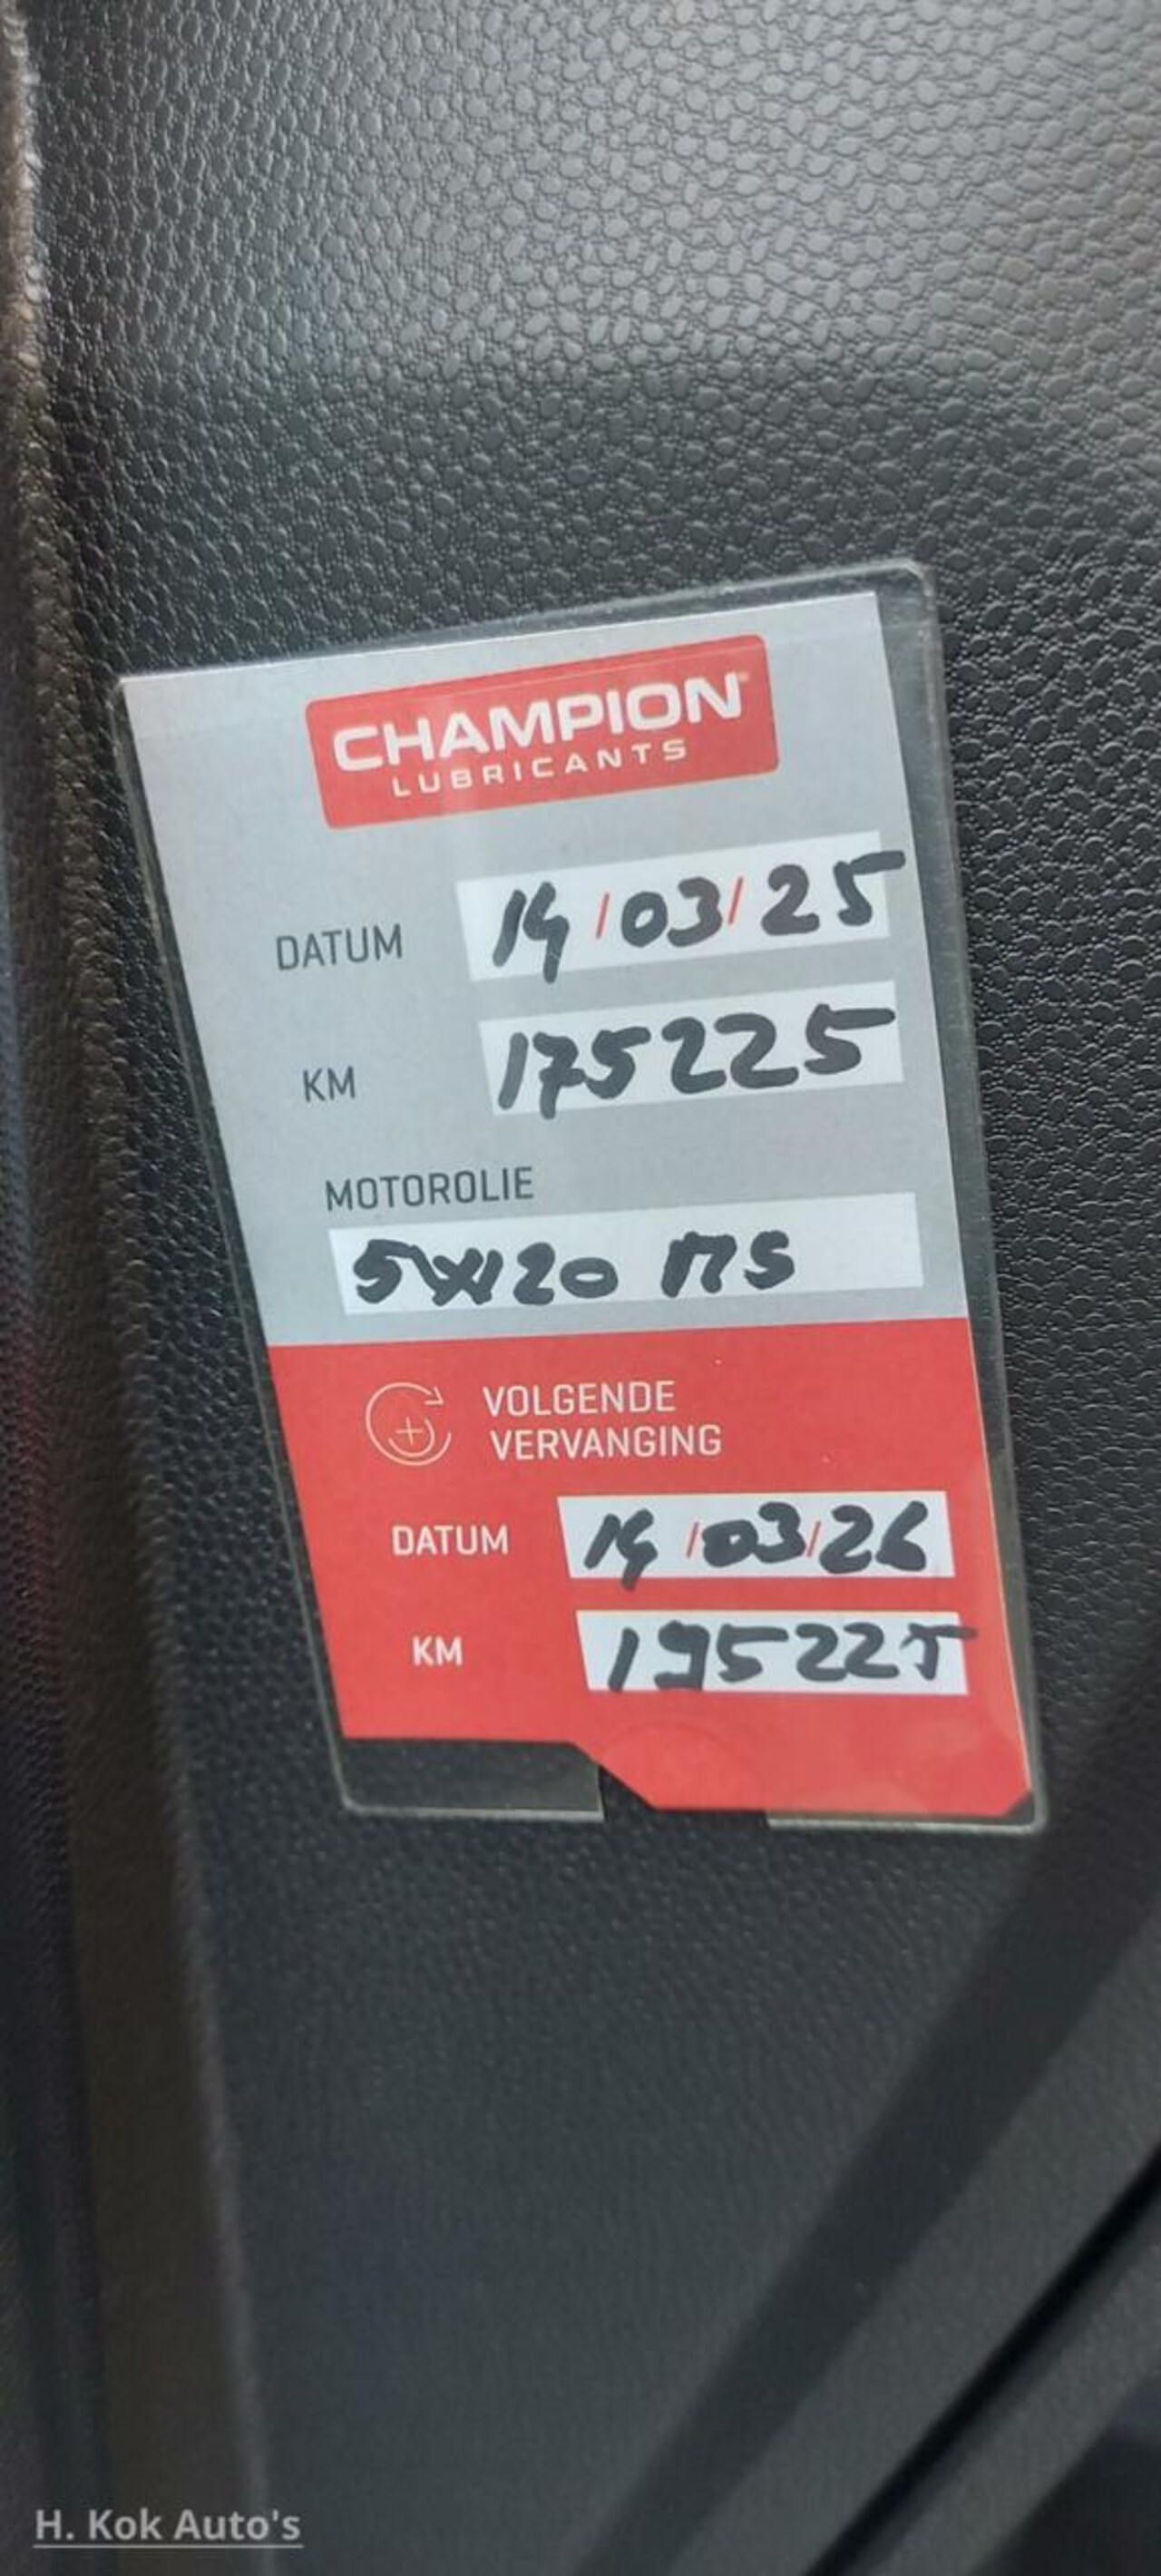 CHAMPION
LUBRICANTS
DATUM 14/03/25
KM 175225
MOTOROLIE
5W20 MS
VOLGENDE
VERVANGING
DATUM 14/03/26
KM 195225
H. Kok Auto's